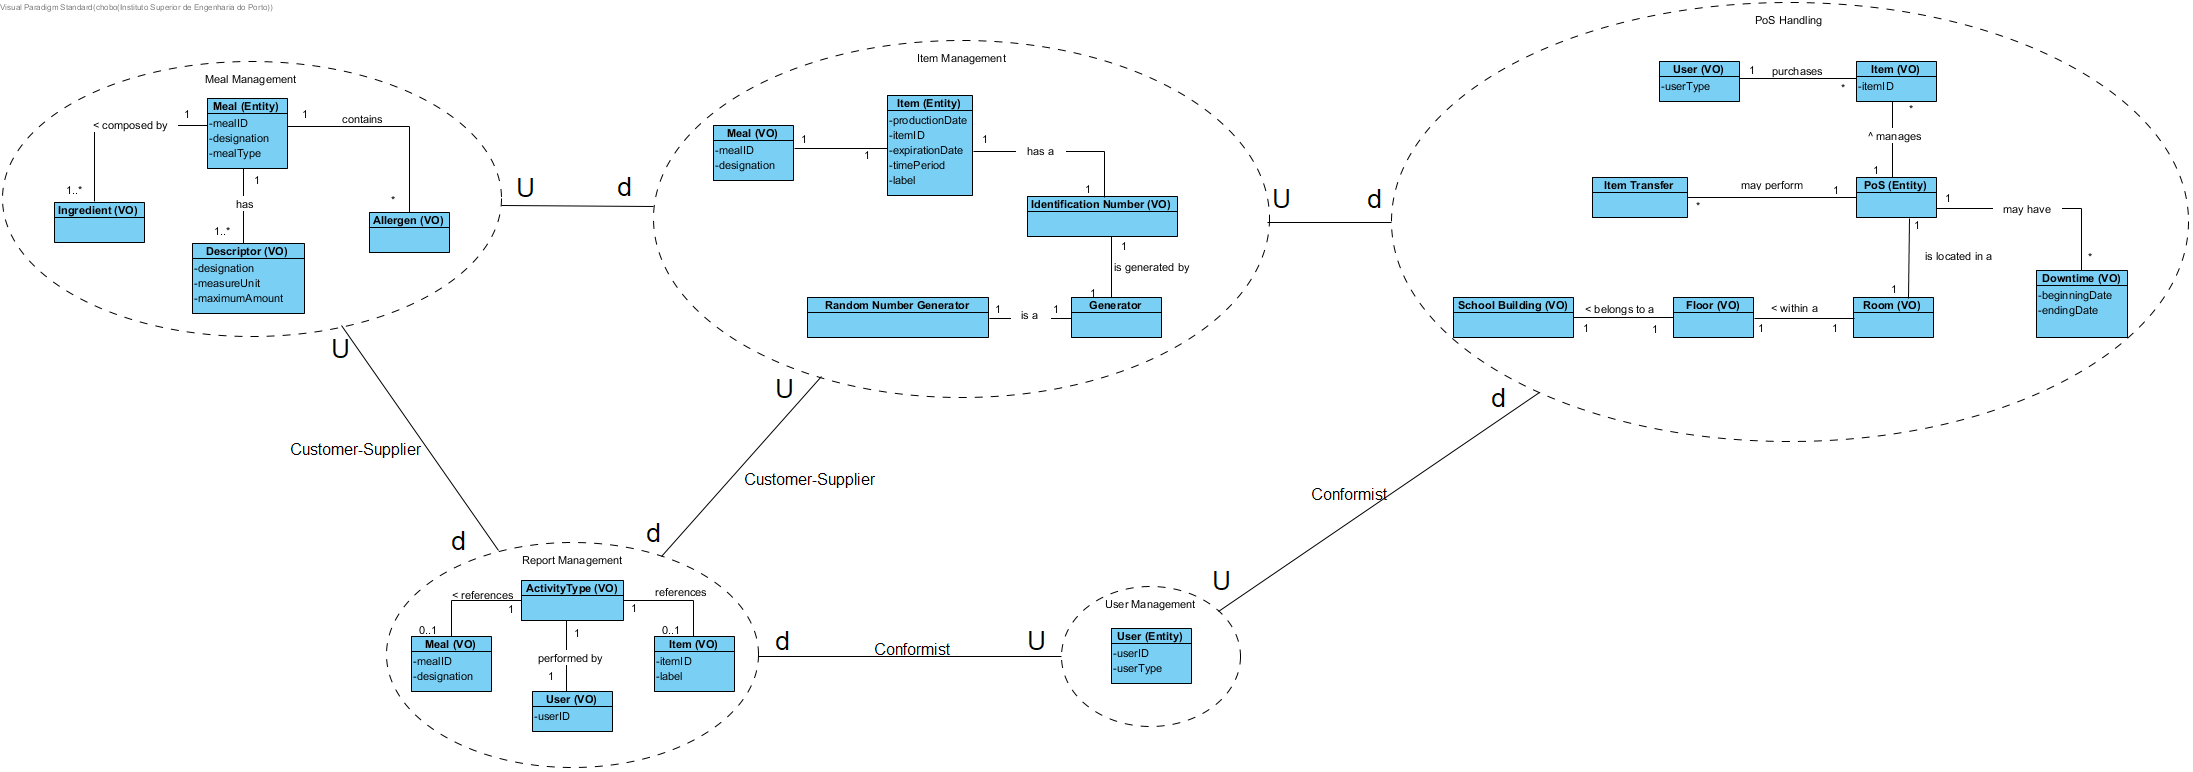 Visual Paradigm Standard(chobo(Instituto Superior de Engenharia do Porto))
Meal Management
Meal (Entity)
-mealID
-designation
-mealType
1
< composed by
1..*
Ingredient (VO)
1
contains
*
Allergen (VO)
1
has
1..*
Descriptor (VO)
-designation
-measureUnit
-maximumAmount
U
d
Item Management
Meal (VO)
-mealID
-designation
1
1
Item (Entity)
-productionDate
-itemID
-expirationDate
-timePeriod
-label
1
has a
1
Identification Number (VO)
1
is generated by
1
Generator
1
is a
1
Random Number Generator
U
d
PoS Handling
User (VO)
-userType
1
purchases
*
Item (VO)
-itemID
*
^ manages
1
PoS (Entity)
Item Transfer
may perform
1
*
1
may have
*
Downtime (VO)
-beginningDate
-endingDate
1
is located in a
1
Room (VO)
< within a
1
1
Floor (VO)
< belongs to a
1
1
School Building (VO)
U
Customer-Supplier
d
U
Customer-Supplier
d
d
Conformist
U
Report Management
ActivityType (VO)
< references
1
0..1
Meal (VO)
-mealID
-designation
references
1
0..1
Item (VO)
-itemID
-label
1
performed by
1
User (VO)
-userID
d
Conformist
U
User Management
User (Entity)
-userID
-userType